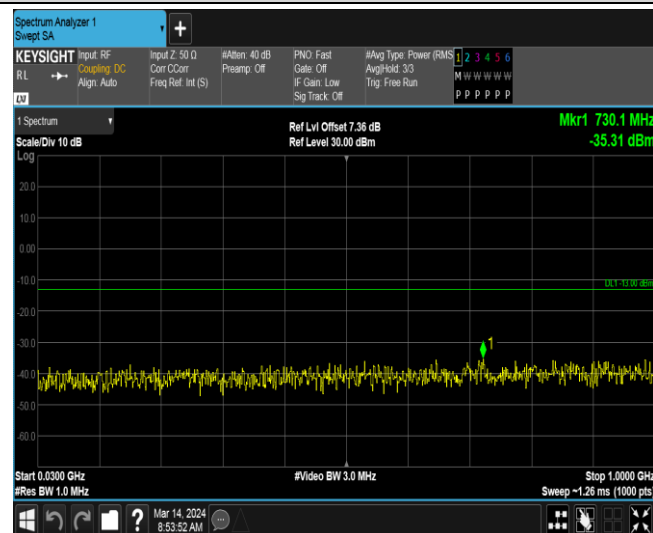 Spectrum Analyzer 1
Swept SA
+
KEYSIGHT
RL
LXI
Input: RF
Coupling: DC
Align: Auto
Input Z: 50 Ω
Corr CCorr
Freq Ref: Int (S)
#Atten: 40 dB
Preamp: Off
PNO: Fast
Gate: Off
IF Gain: Low
Sig Track: Off
#Avg Type: Power (RMS
Avg|Hold: 3/3
Trig: Free Run
1 2 3 4 5 6
M W W W W W
P P P P P P
1 Spectrum
Scale/Div 10 dB
Log
Ref Lvl Offset 7.36 dB
Ref Level 30.00 dBm
Mkr1 730.1 MHz
-35.31 dBm
20.0
10.0
0.00
-10.0
DL1 -13.00 dBm
-20.0
-30.0
1
-40.0
-50.0
-60.0
Start 0.0300 GHz
#Res BW 1.0 MHz
#Video BW 3.0 MHz
Stop 1.0000 GHz
Sweep ~1.26 ms (1000 pts)
?
Mar 14, 2024
8:53:52 AM